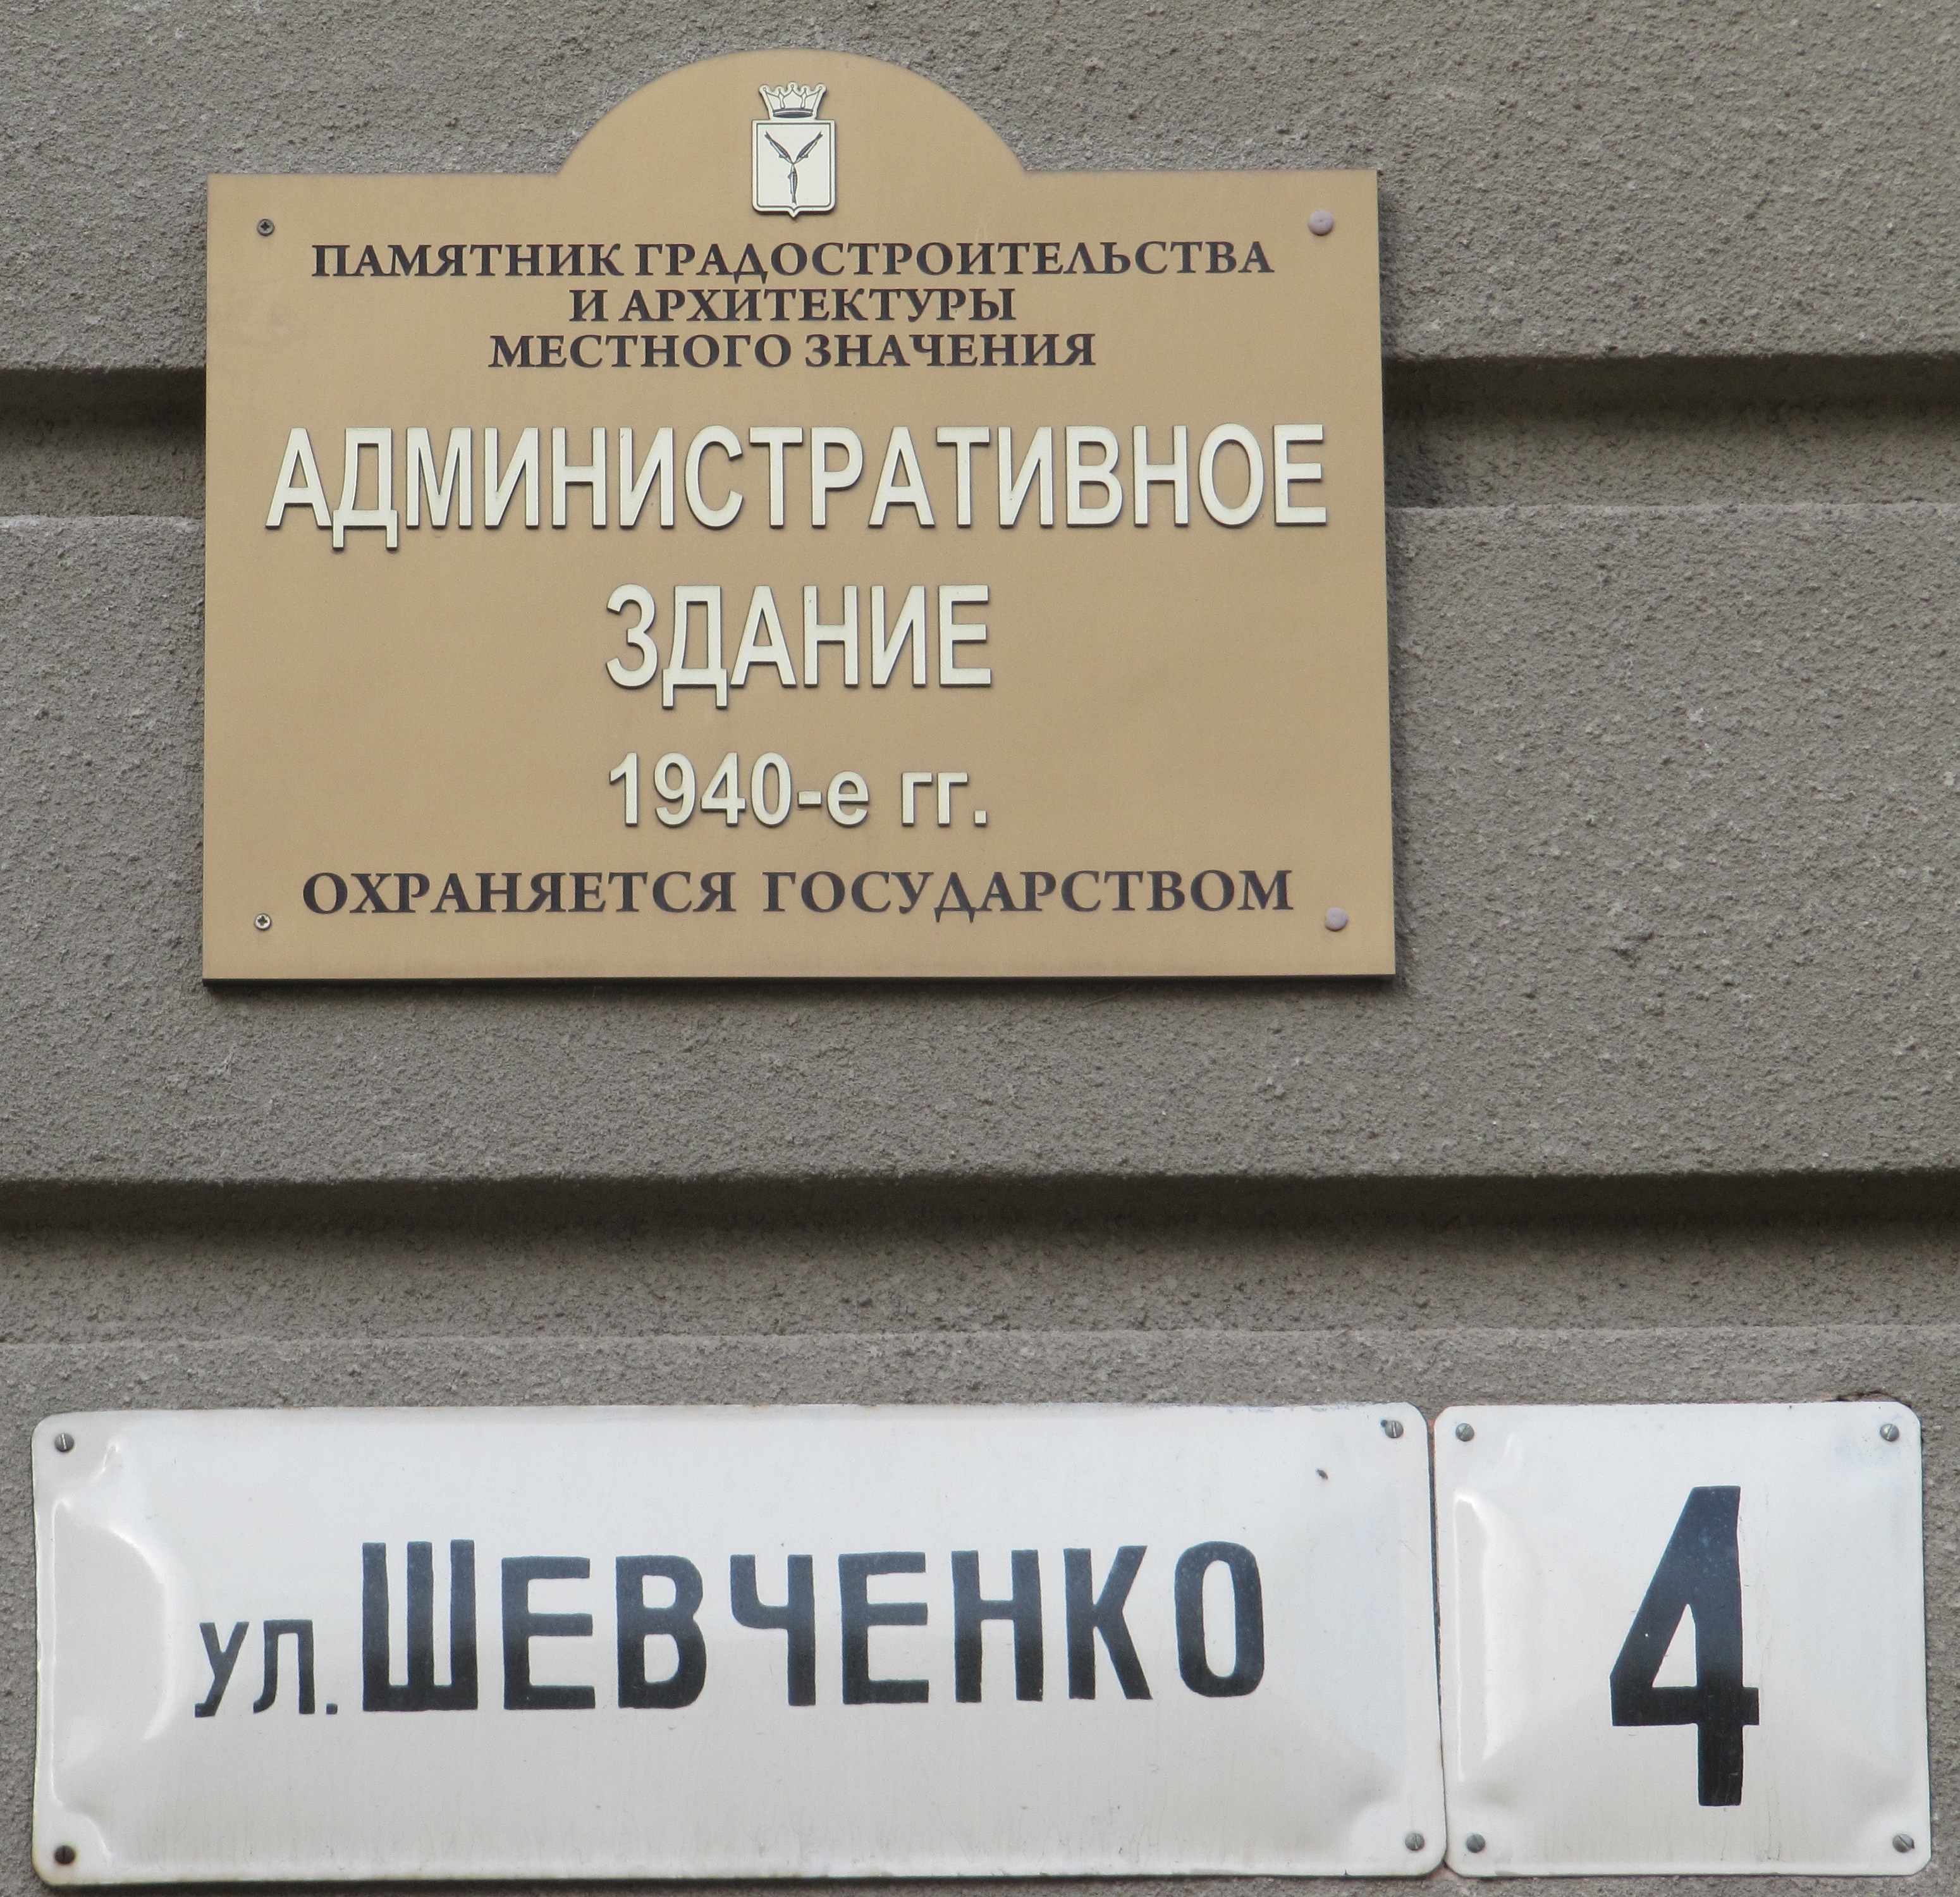 ПАМЯТНИК ГРАДОСТРОИТЕЛЬСТВА
И АРХИТЕКТУРЫ
МЕСТНОГО ЗНАЧЕНИЯ
АДМИНИСТРАТИВНОЕ
ЗДАНИЕ
1940-е гг.
ОХРАНЯЕТСЯ ГОСУДАРСТВОМ
ул. ШЕВЧЕНКО 4